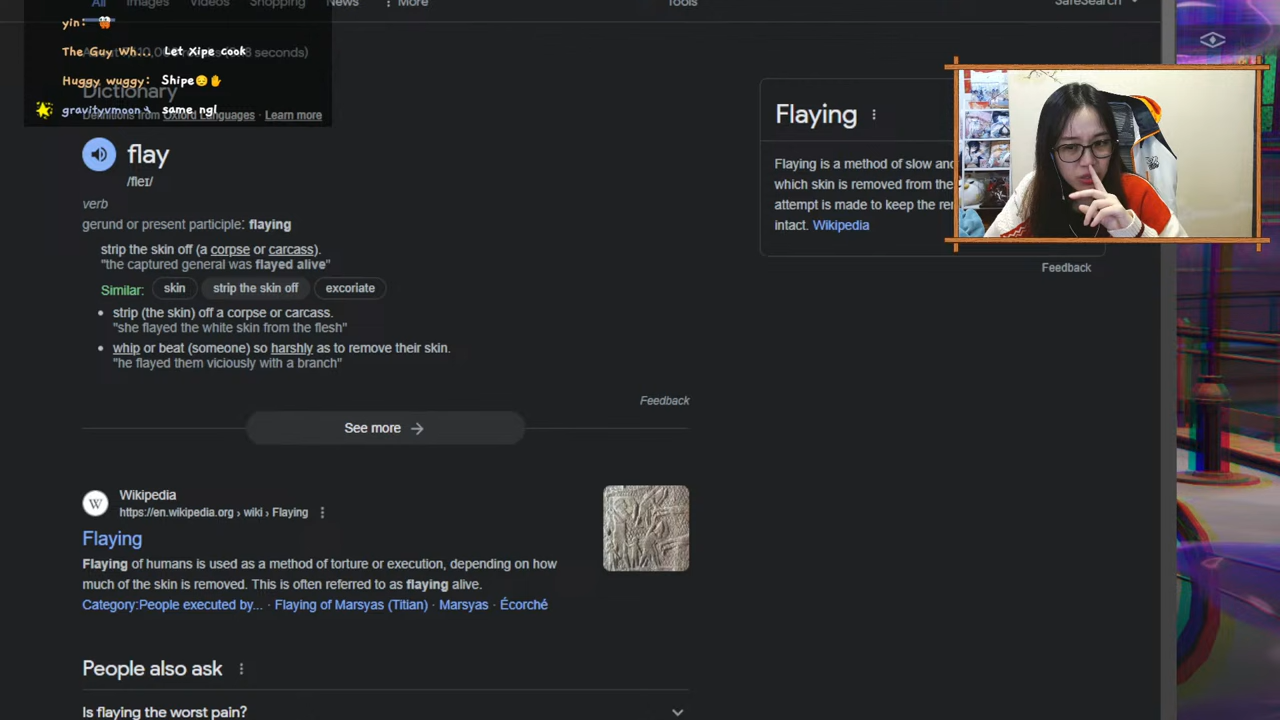 All Images Videos Shopping News More Tools SafeSearch
yin:
The Guy Wh... Let Xipe cook
seconds)
Huggy wuggy: Shipe
Dictionary
gravityvmoon same ngl
Definitions from Oxford Languages · Learn more
flay
/fleɪ/
verb
gerund or present participle: flaying
strip the skin off (a corpse or carcass).
"the captured general was flayed alive"
Similar: skin strip the skin off excoriate
• strip (the skin) off a corpse or carcass.
"she flayed the white skin from the flesh"
• whip or beat (someone) so harshly as to remove their skin.
"he flayed them viciously with a branch"
Feedback
See more →
Flaying
Flaying is a method of slow and
which skin is removed from the
attempt is made to keep the
intact. Wikipedia
Feedback
W
Wikipedia
https://en.wikipedia.org › wiki › Flaying
Flaying
Flaying of humans is used as a method of torture or execution, depending on how
much of the skin is removed. This is often referred to as flaying alive.
Category:People executed by... · Flaying of Marsyas (Titian) · Marsyas · Écorché
People also ask
Is flaying the worst pain?